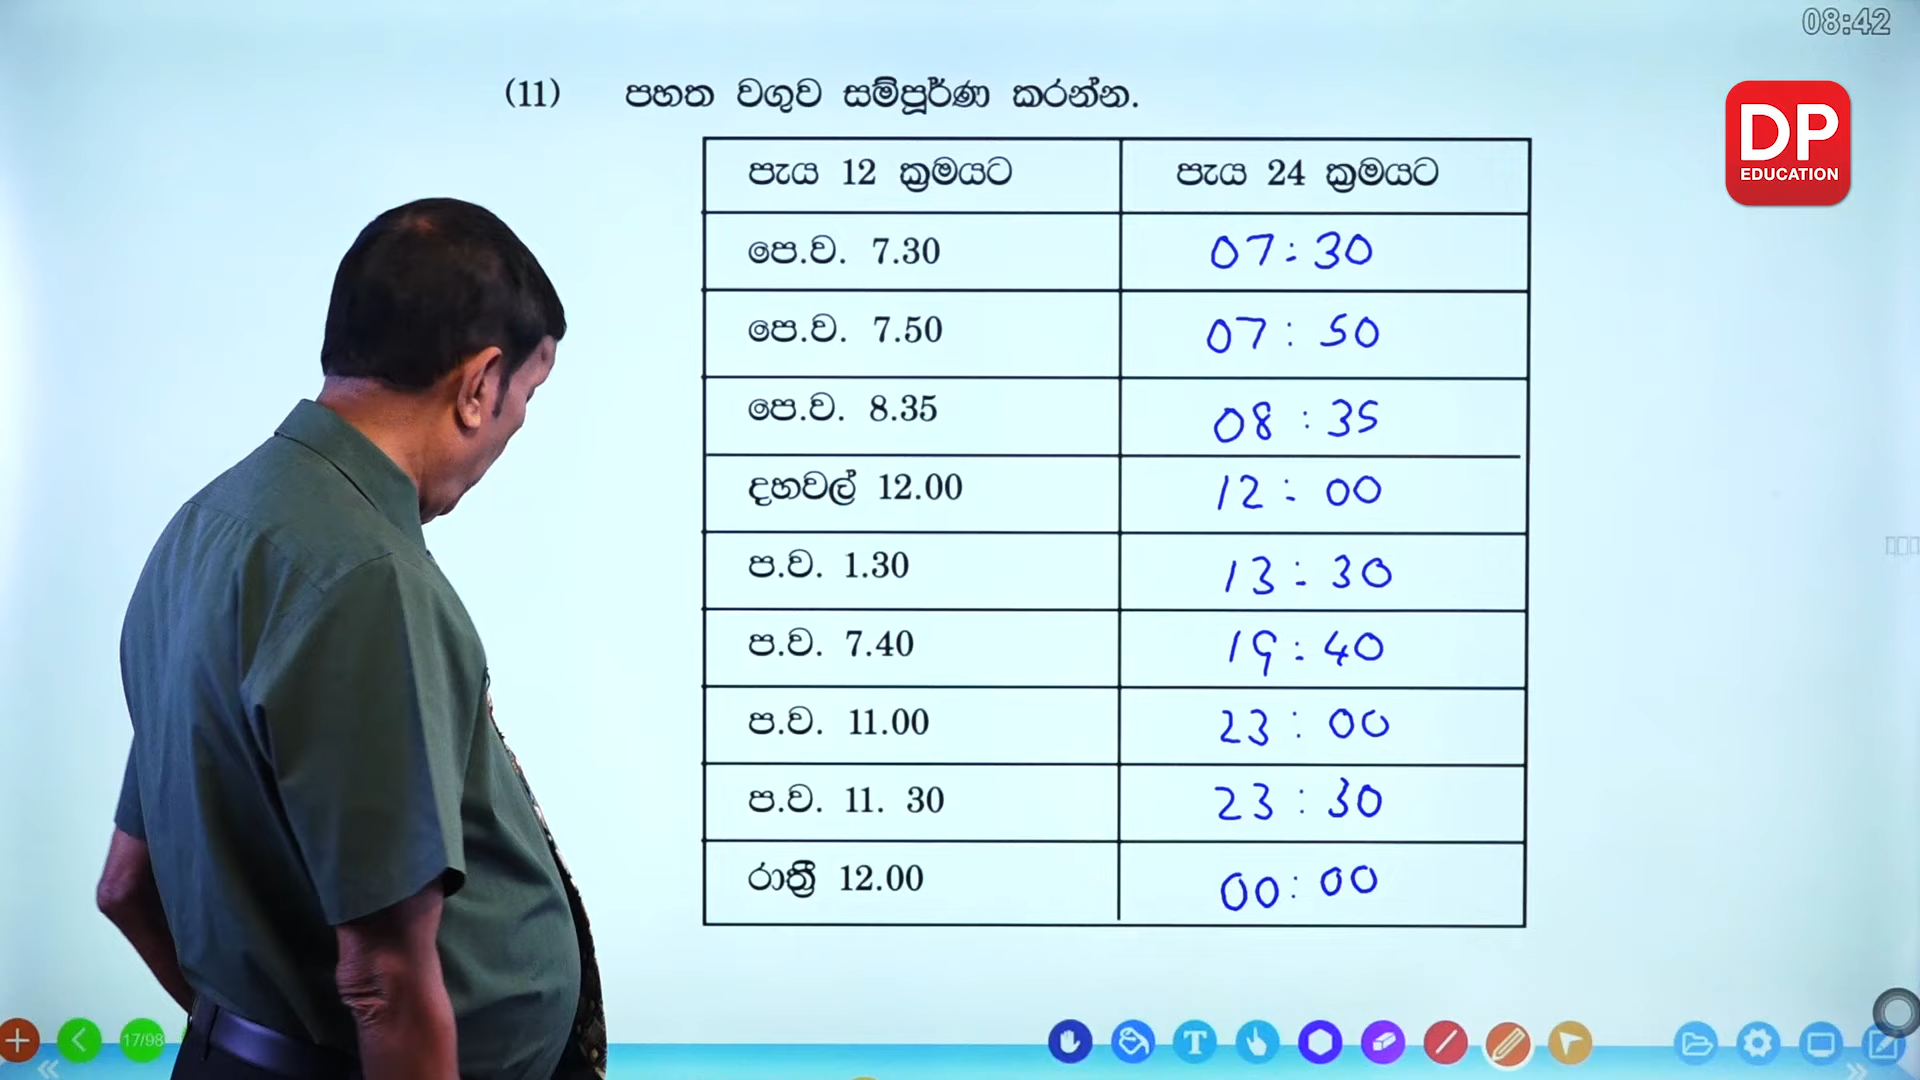 08:42
DP
EDUCATION
(11) පහත වගුව සම්පූර්ණ කරන්න.
පැය 12 ක්‍රමයට පැය 24 ක්‍රමයට
පෙ.ව. 7.30 07:30
පෙ.ව. 7.50 07:50
පෙ.ව. 8.35 08:35
දහවල් 12.00 12:00
ප.ව. 1.30 13:30
ප.ව. 7.40 19:40
ප.ව. 11.00 23:00
ප.ව. 11. 30 23:30
රාත්‍රී 12.00 00:00
17/98